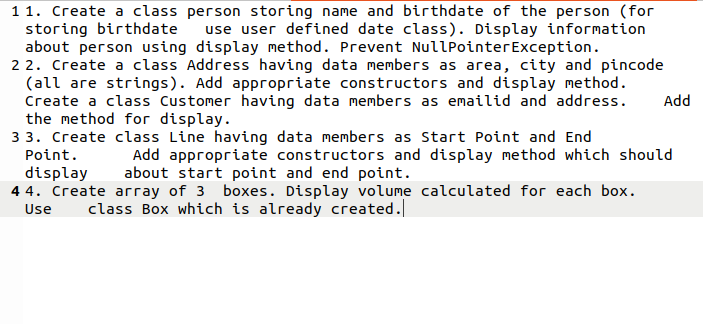 1 1. Create a class person storing name and birthdate of the person (for
storing birthdate   use user defined date class). Display information
about person using display method. Prevent NullPointerException.
2 2. Create a class Address having data members as area, city and pincode
(all are strings). Add appropriate constructors and display method.
Create a class Customer having data members as emailid and address.    Add
the method for display.
3 3. Create class Line having data members as Start Point and End
Point.      Add appropriate constructors and display method which should
display    about start point and end point.
4 4. Create array of 3  boxes. Display volume calculated for each box.
Use    class Box which is already created.